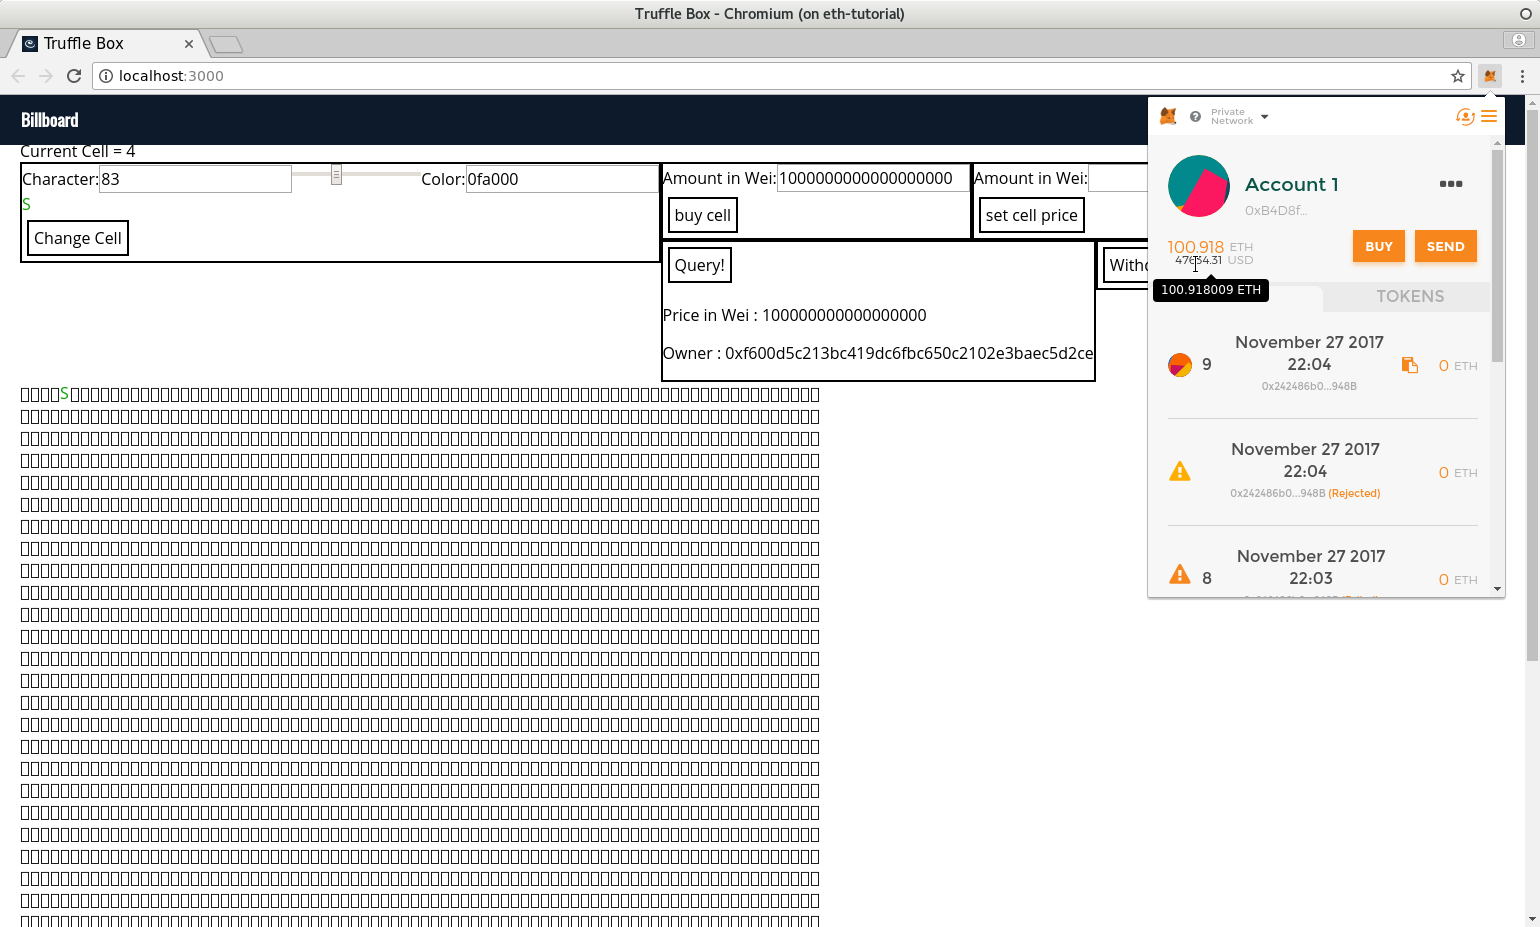 Truffle Box - Chromium (on eth-tutorial)
Truffle Box
localhost:3000
Billboard
Private
Network
Current Cell = 4
Character: 83 Color: 0fa000 Amount in Wei: 1000000000000000000 Amount in Wei:
S
buy cell set cell price
Change Cell
Query!
Price in Wei : 100000000000000000
Owner : 0xf600d5c213bc419dc6fbc650c2102e3baec5d2ce
S
Account 1
0xB4D8f...
100.918 ETH
USD
BUY SEND
100.918009 ETH
TOKENS
November 27 2017
9 22:04 0 ETH
0x242486b0...948B
November 27 2017
22:04 0 ETH
0x242486b0...948B (Rejected)
November 27 2017
8 22:03 0 ETH